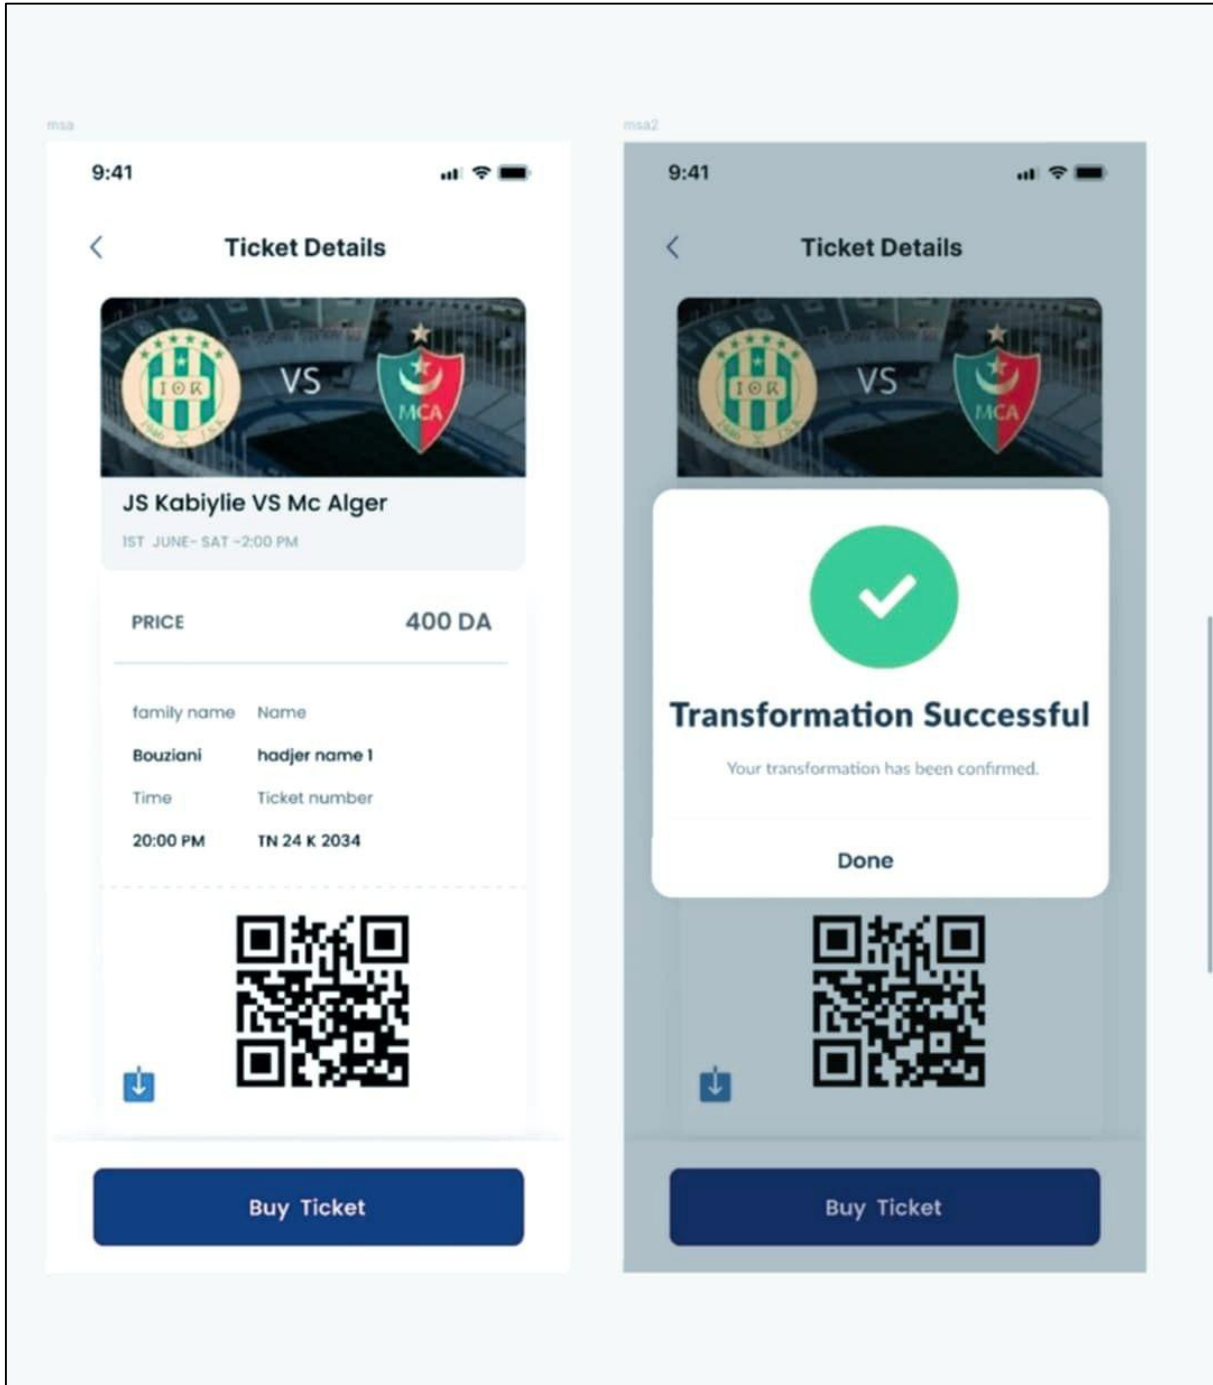 msa
9:41
Ticket Details
VS
MCA
JS Kabiylie VS Mc Alger
1ST JUNE- SAT -2:00 PM
PRICE 400 DA
family name Name
Bouziani hadjer name 1
Time Ticket number
20:00 PM TN 24 K 2034
Buy Ticket
msa2
9:41
Ticket Details
VS
MCA
Transformation Successful
Your transformation has been confirmed.
Done
Buy Ticket